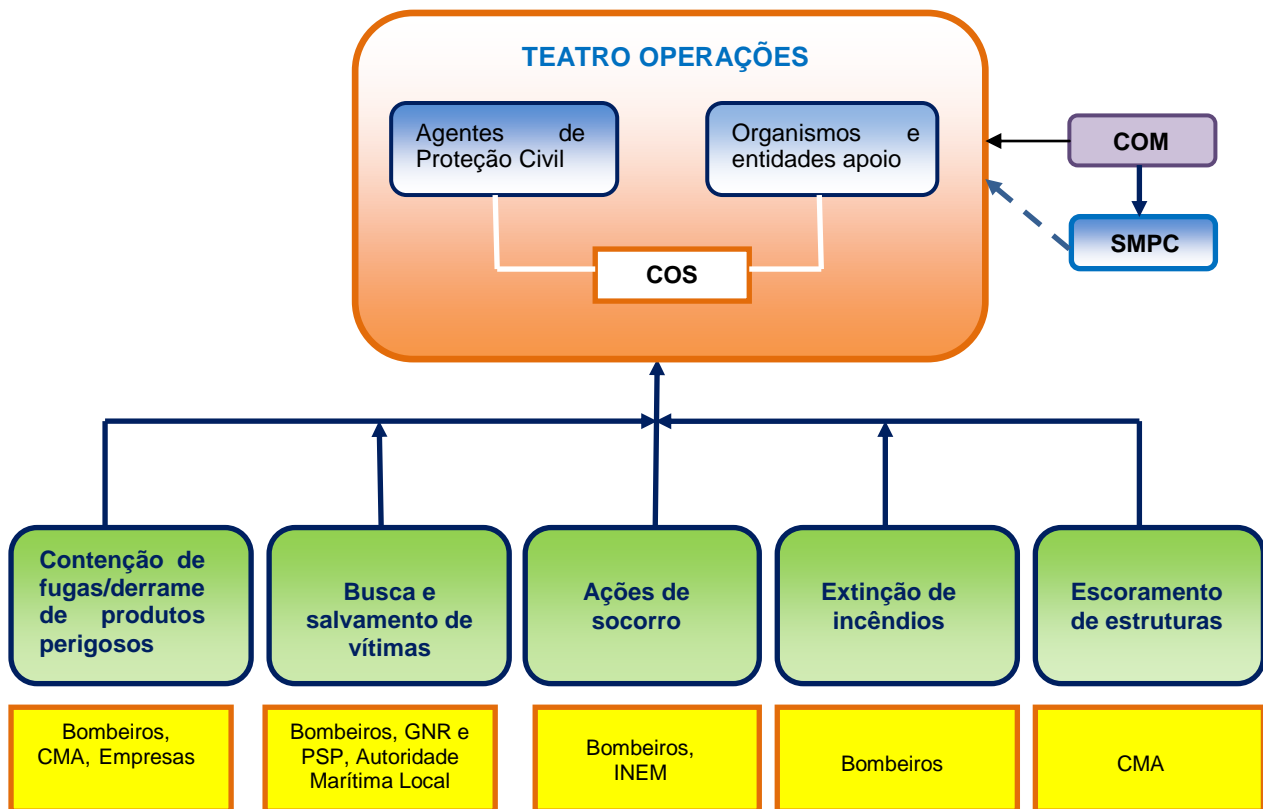 TEATRO OPERAÇÕES
Agentes de
Proteção Civil
Organismos e
entidades apoio
COM
SMPC
COS
Contenção de
fugas/derrame
de produtos
perigosos
Busca e
salvamento de
vítimas
Ações de
socorro
Extinção de
incêndios
Escoramento
de estruturas
Bombeiros,
CMA, Empresas
Bombeiros, GNR e
PSP, Autoridade
Marítima Local
Bombeiros,
INEM
Bombeiros
CMA